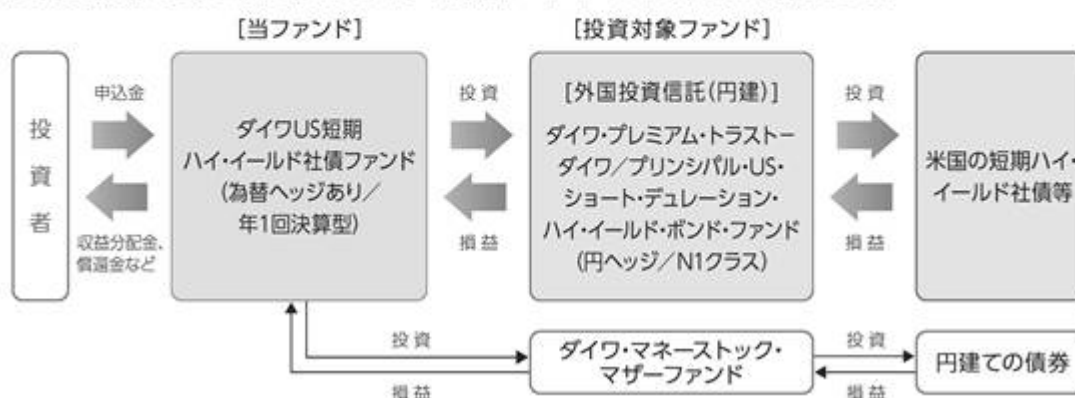 [当ファンド]
[投資対象ファンド]
投資者
申込金
収益分配金、
償還金など
ダイワUS短期
ハイ・イールド社債ファンド
(為替ヘッジあり/
年1回決算型)
投資
損益
[外国投資信託(円建)]
ダイワ・プレミアム・トラストー
ダイワ/プリンシパル・US・
ショート・デュレーション・
ハイ・イールド・ボンド・ファンド
(円ヘッジ/N1クラス)
投資
損益
米国の短期ハイ・
イールド社債等
投資
損益
ダイワ・マネーストック・
マザーファンド
投資
損益
円建ての債券